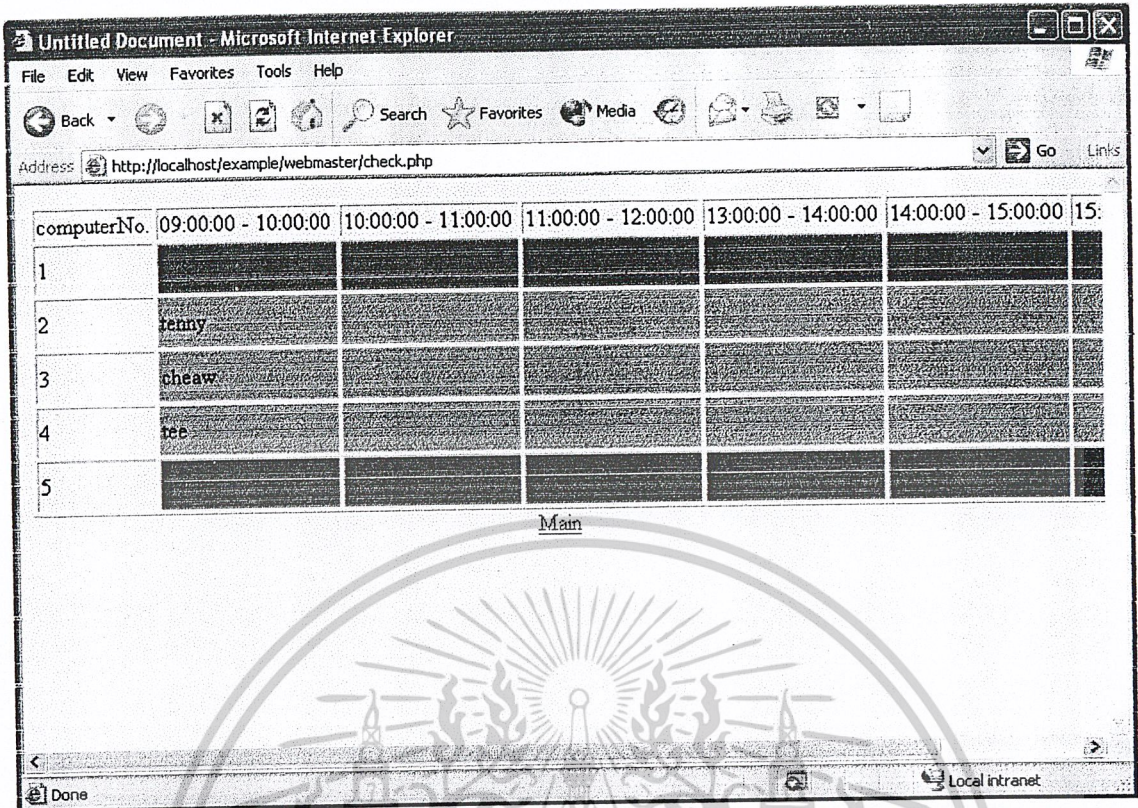 Untitled Document - Microsoft Internet Explorer
File Edit View Favorites Tools Help
Back Search Favorites Media
Address http://localhost/example/webmaster/check.php Go Links
computerNo. 09:00:00 - 10:00:00 10:00:00 - 11:00:00 11:00:00 - 12:00:00 13:00:00 - 14:00:00 14:00:00 - 15:00:00 15:
1
2 fenny
3 cheaw
4 tee
5
Main
Done Local intranet